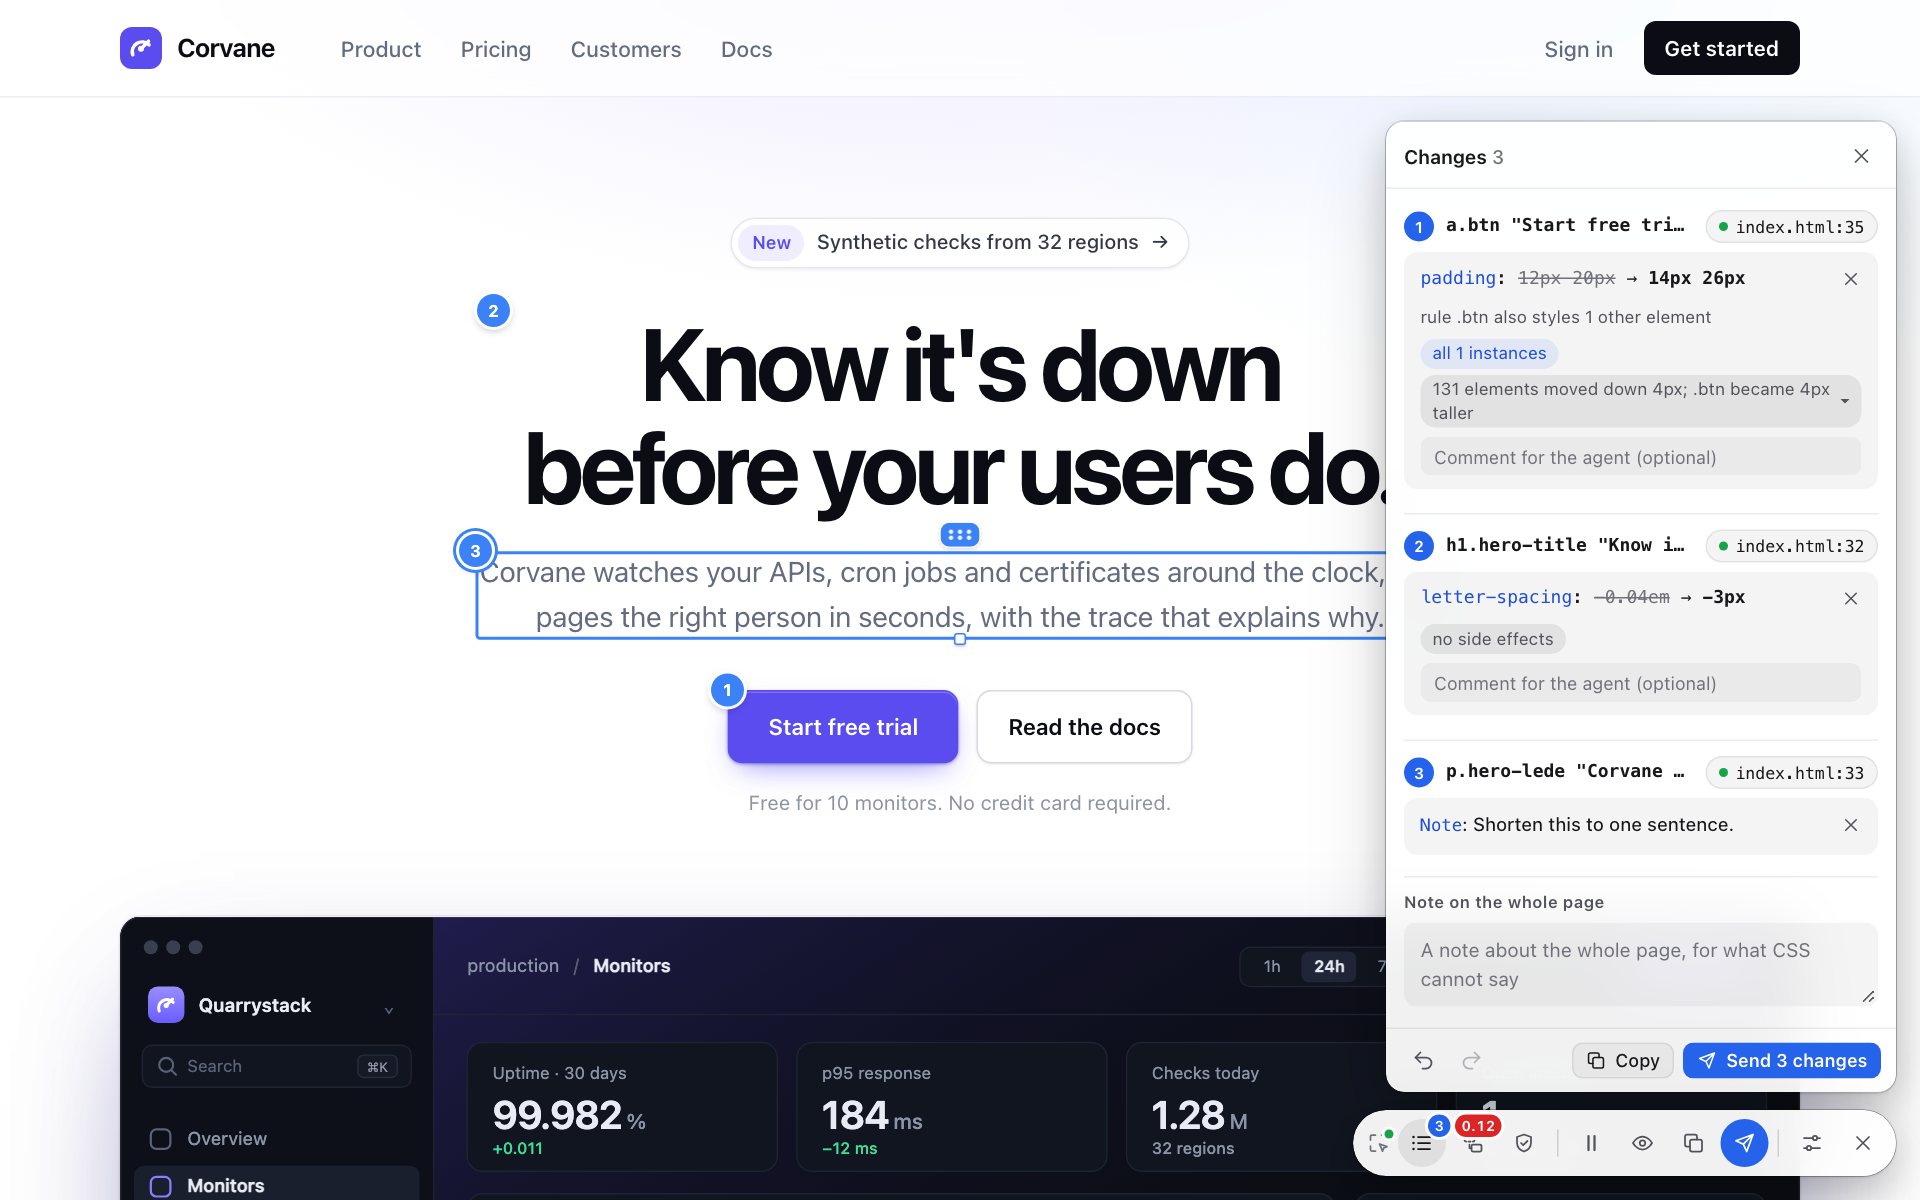 Corvane
Product
Pricing
Customers
Docs
Sign in
Get started
New
Synthetic checks from 32 regions →
2
Know it's down
before your users do.
3
Corvane watches your APIs, cron jobs and certificates around the clock,
pages the right person in seconds, with the trace that explains why.
1
Start free trial
Read the docs
Free for 10 monitors. No credit card required.
Quarrystack
Search
⌘K
Overview
Monitors
production / Monitors
1h
24h
Uptime · 30 days
99.982 %
+0.011
p95 response
184 ms
−12 ms
Checks today
1.28 M
32 regions
Changes 3
1
a.btn "Start free tri…
index.html:35
padding: 12px 20px → 14px 26px
rule .btn also styles 1 other element
all 1 instances
131 elements moved down 4px; .btn became 4px
taller
Comment for the agent (optional)
2
h1.hero-title "Know i…
index.html:32
letter-spacing: -0.04em → -3px
no side effects
Comment for the agent (optional)
3
p.hero-lede "Corvane …
index.html:33
Note: Shorten this to one sentence.
Note on the whole page
A note about the whole page, for what CSS
cannot say
Copy
Send 3 changes
3
0.12